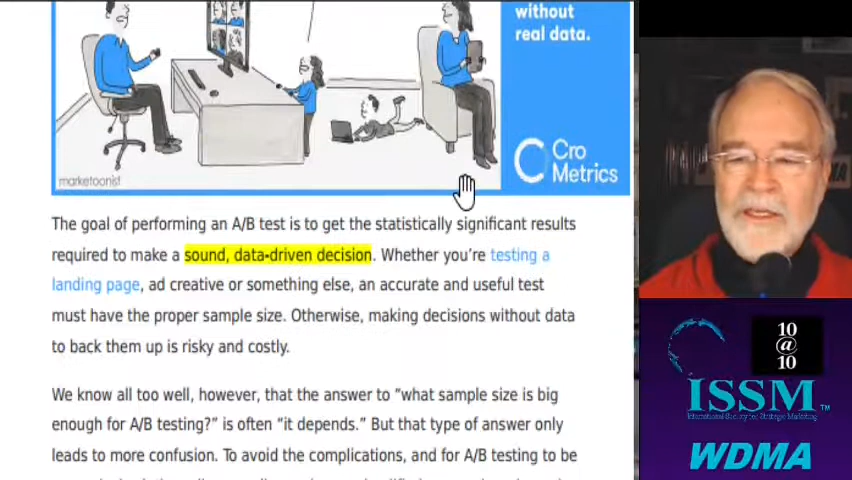 without
real data.
Cro
Metrics
marketoonist
The goal of performing an A/B test is to get the statistically significant results
required to make a sound, data-driven decision. Whether you're testing a
landing page, ad creative or something else, an accurate and useful test
must have the proper sample size. Otherwise, making decisions without data
to back them up is risky and costly.
We know all too well, however, that the answer to “what sample size is big
enough for A/B testing?” is often “it depends.” But that type of answer only
leads to more confusion. To avoid the complications, and for A/B testing to be
10
@
10
ISSM™
International Society for Strategic Marketing
WDMA